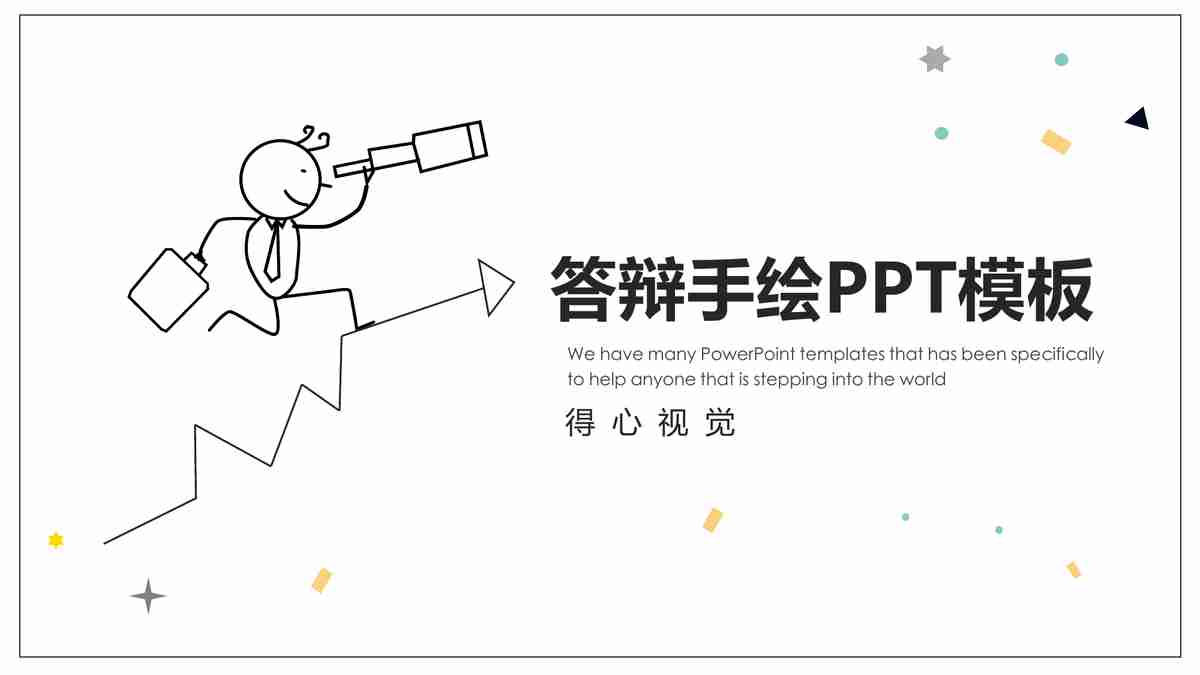 答辩手绘PPT模板
We have many PowerPoint templates that has been specifically
to help anyone that is stepping into the world
得心视觉